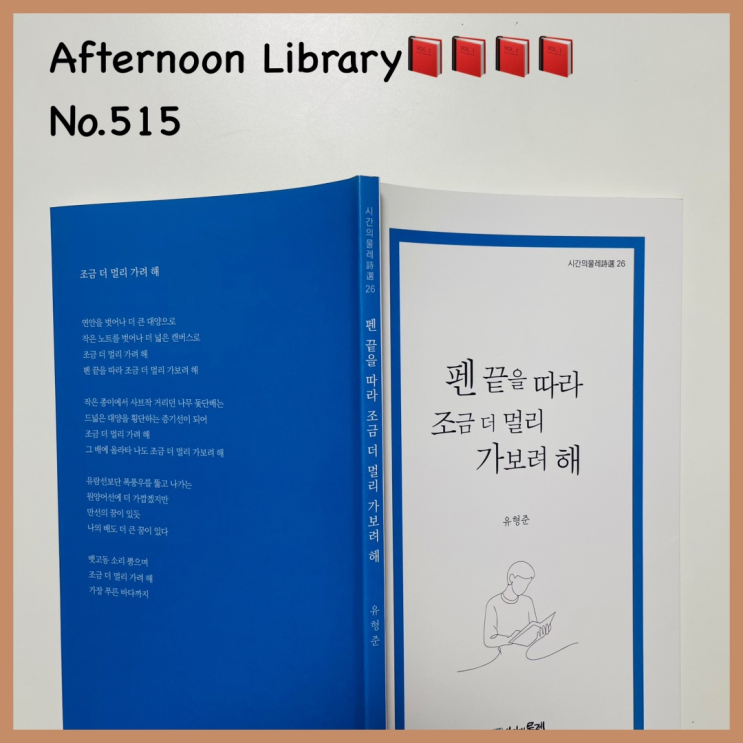 Afternoon Library
No.515
조금 더 멀리 가려 해
연안을 벗어나 더 큰 대양으로
작은 노트를 벗어나 더 넓은 캔버스로
조금 더 멀리 가려 해
펜 끝을 따라 조금 더 멀리 가보려 해
작은 종이에서 사브작 거리던 나무 돛단배는
드넓은 대양을 횡단하는 증기선이 되어
조금 더 멀리 가려 해
그 배에 올라타 나도 조금 더 멀리 가보려 해
유람선보단 폭풍우를 뚫고 나가는
원양어선에 더 가깝겠지만
만선의 꿈이 있듯
나의 배도 더 큰 꿈이 있다
뱃고동 소리 뿜으며
조금 더 멀리 가려 해
가장 푸른 바다까지
시간의물레詩選 26
펜 끝을 따라 조금 더 멀리 가보려 해
유형준
시간의물레詩選 26
펜 끝을 따라
조금 더 멀리
가보려 해
유형준